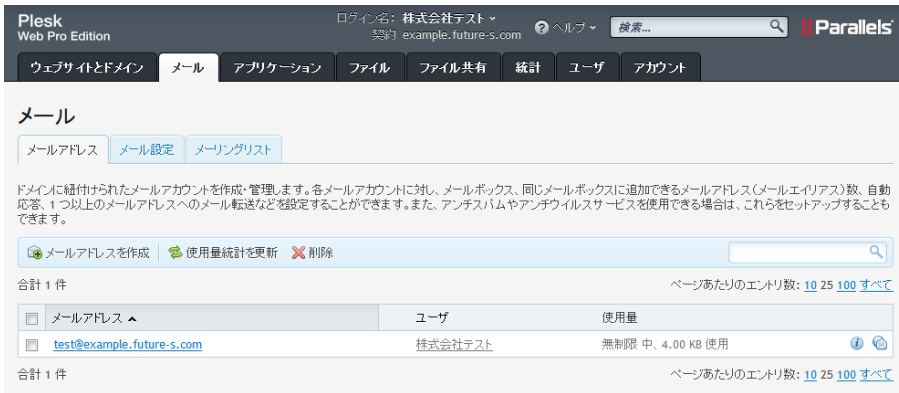 Plesk
Web Pro Edition
ログイン名: 株式会社テスト
契約 example.future-s.com
ヘルプ
検索...
Parallels
ウェブサイトとドメイン メール アプリケーション ファイル ファイル共有 統計 ユーザ アカウント
メール
メールアドレス メール設定 メーリングリスト
ドメインに紐付けられたメールアカウントを作成・管理します。各メールアカウントに対し、メールボックス、同じメールボックスに追加できるメールアドレス(メールエイリアス)数、自動
応答、1 つ以上のメールアドレスへのメール転送などを設定することができます。また、アンチスパムやアンチウイルスサービスを使用できる場合は、これらをセットアップすることも
できます。
メールアドレスを作成 使用量統計を更新 削除
合計 1 件 ページあたりのエントリ数: 10 25 100 すべて
メールアドレス ユーザ 使用量
test@example.future-s.com 株式会社テスト 無制限 中、4.00 KB 使用
合計 1 件 ページあたりのエントリ数: 10 25 100 すべて